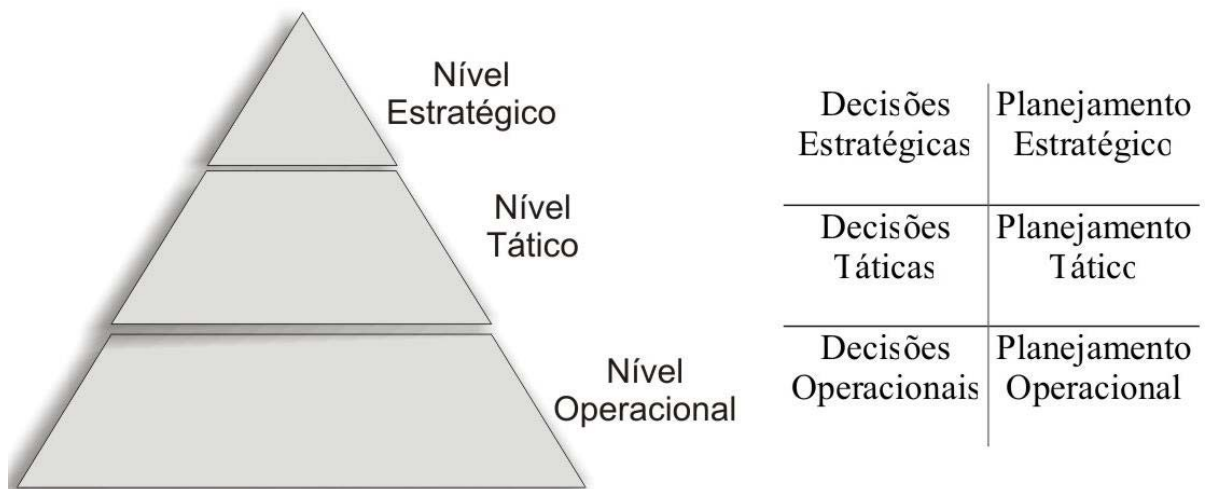 Nível
Estratégico
Nível
Tático
Nível
Operacional
Decisões
Estratégicas
Planejamento
Estratégico
Decisões
Táticas
Planejamento
Tático
Decisões
Operacionais
Planejamento
Operacional